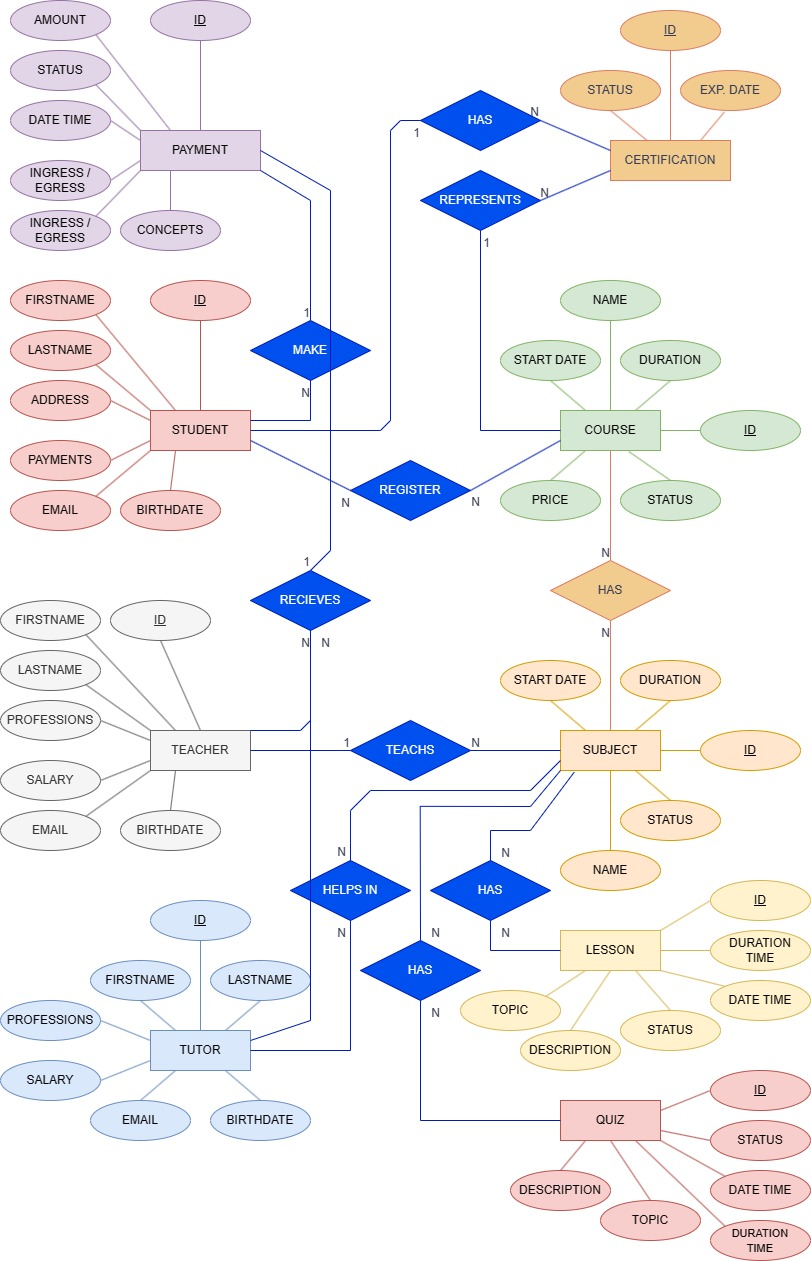 AMOUNT
ID
STATUS
DATE TIME
PAYMENT
INGRESS /
EGRESS
INGRESS /
EGRESS
CONCEPTS
ID
STATUS
EXP. DATE
CERTIFICATION
HAS
1
N
REPRESENTS
N
1
FIRSTNAME
ID
LASTNAME
ADDRESS
STUDENT
PAYMENTS
EMAIL
BIRTHDATE
1
MAKE
N
NAME
START DATE
DURATION
COURSE
ID
PRICE
STATUS
N
REGISTER
N
1
RECIEVES
N
N
N
HAS
N
FIRSTNAME
ID
LASTNAME
PROFESSIONS
TEACHER
SALARY
EMAIL
BIRTHDATE
1
TEACHS
N
START DATE
DURATION
SUBJECT
ID
STATUS
NAME
N
HELPS IN
N
N
HAS
N
N
HAS
N
ID
FIRSTNAME
LASTNAME
PROFESSIONS
TUTOR
SALARY
EMAIL
BIRTHDATE
ID
LESSON
DURATION
TIME
DATE TIME
TOPIC
STATUS
DESCRIPTION
ID
QUIZ
STATUS
DESCRIPTION
DATE TIME
TOPIC
DURATION
TIME